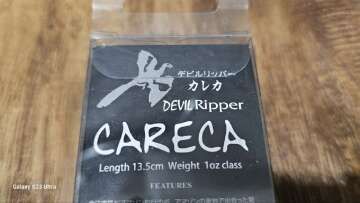 デビルリッパー
カレカ
DEVIL Ripper
CARECA
Length 13.5cm Weight 1oz class
FEATURES
Galaxy S23 Ultra